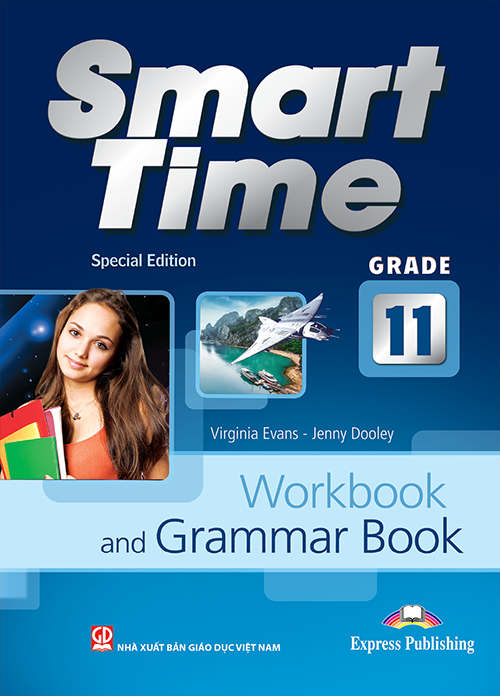 Smart
Time
Special Edition
GRADE
11
Virginia Evans - Jenny Dooley
Workbook
and Grammar Book
NHÀ XUẤT BẢN GIÁO DỤC VIỆT NAM
Express Publishing